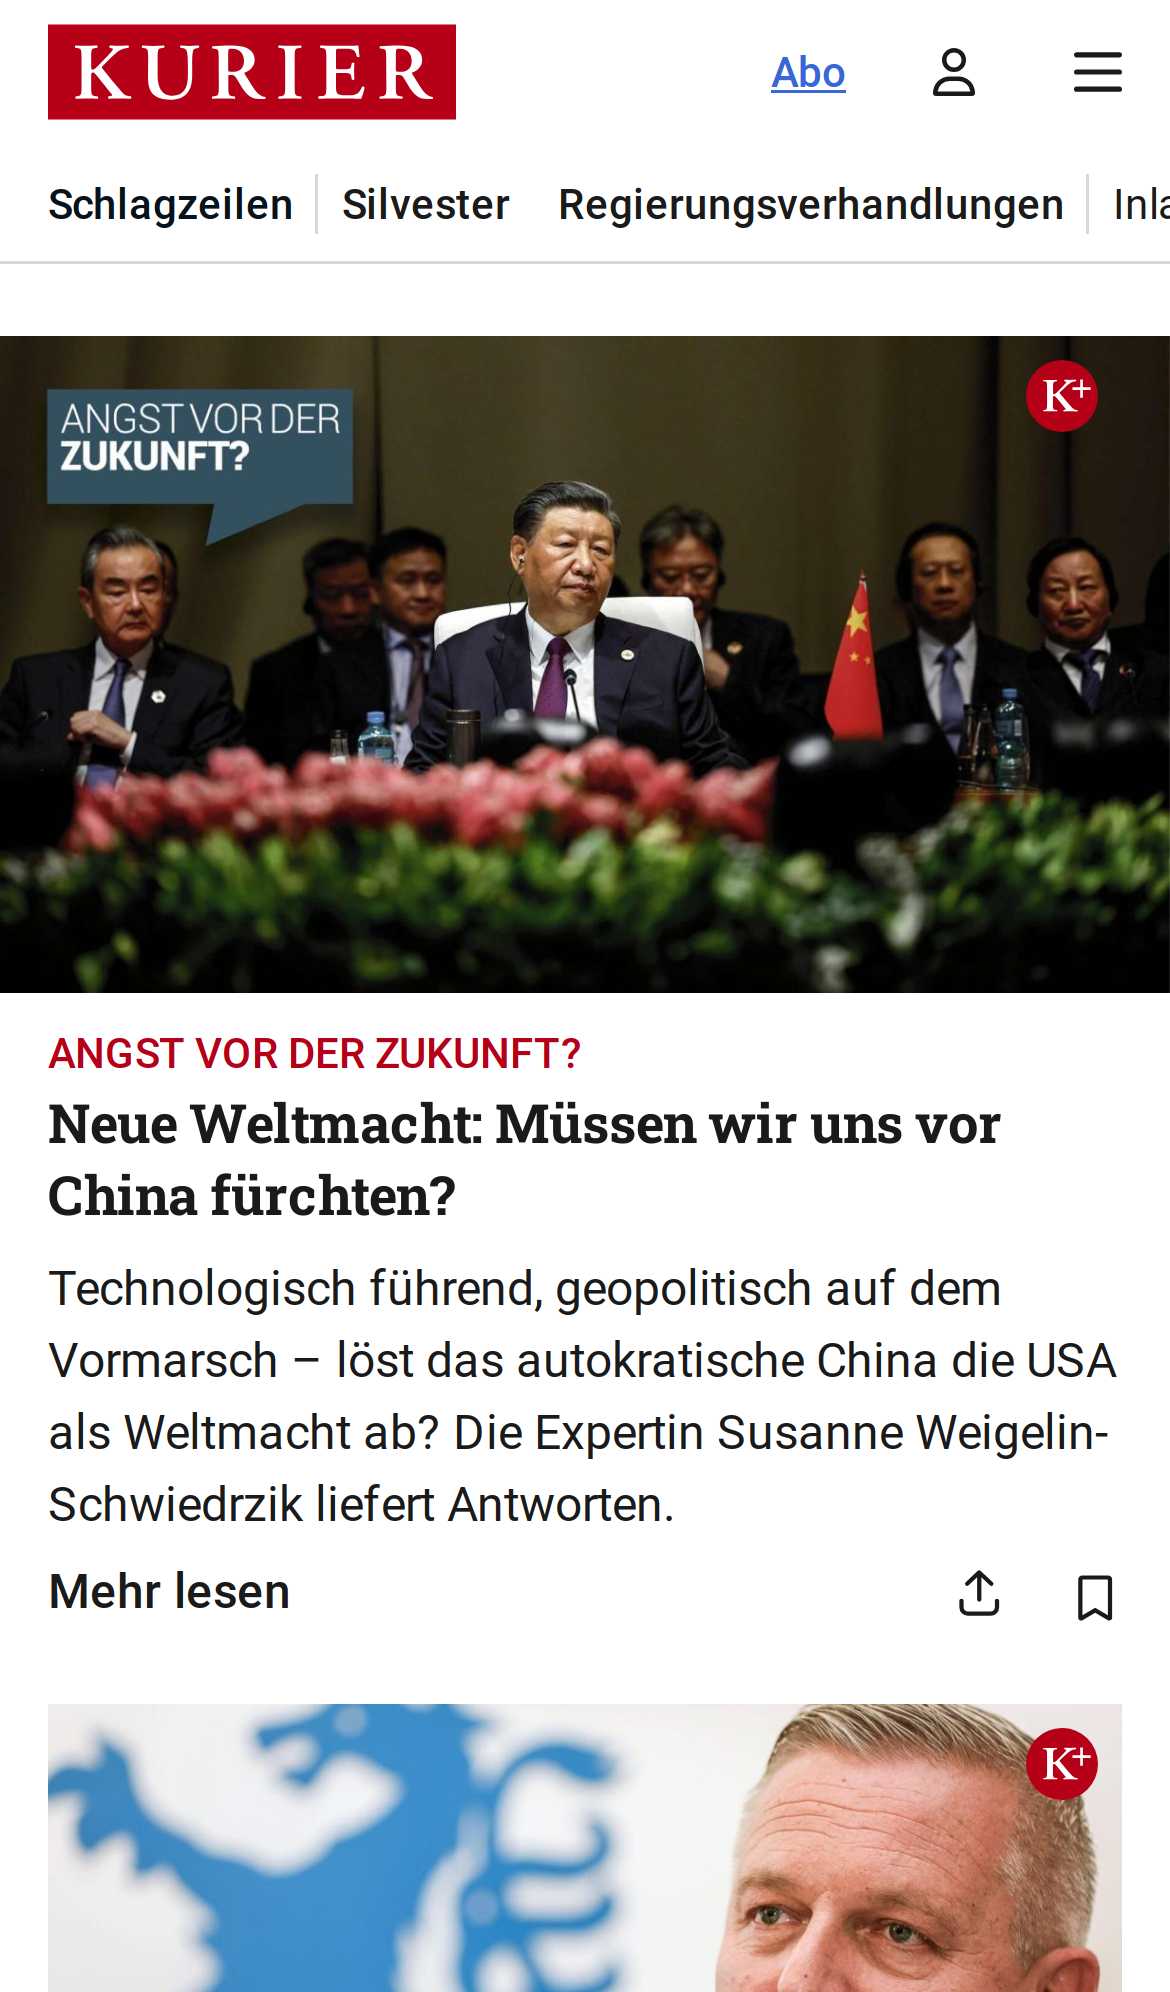 KURIER
Abo
Schlagzeilen
Silvester
Regierungsverhandlungen
Inla
ANGST VOR DER
ZUKUNFT?
K+
ANGST VOR DER ZUKUNFT?
Neue Weltmacht: Müssen wir uns vor
China fürchten?
Technologisch führend, geopolitisch auf dem
Vormarsch – löst das autokratische China die USA
als Weltmacht ab? Die Expertin Susanne Weigelin-
Schwiedrzik liefert Antworten.
Mehr lesen
K+